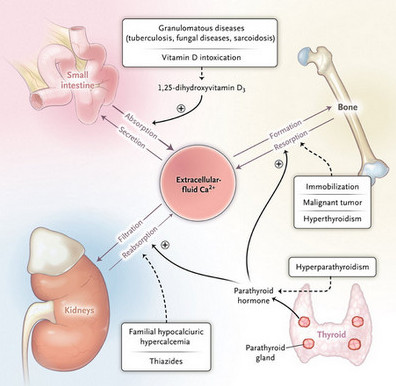 Granulomatous diseases
(tuberculosis, fungal diseases, sarcoidosis)
Vitamin D intoxication
Small
intestine
1,25-dihydroxyvitamin D₃
+
Absorption
Secretion
Bone
Formation
Resorption
+
Extracellular-
fluid Ca²⁺
Immobilization
Malignant tumor
Hyperthyroidism
Filtration
Reabsorption
+
Hyperparathyroidism
Parathyroid
hormone
Kidneys
Familial hypocalciuric
hypercalcemia
Thiazides
Thyroid
Parathyroid
gland